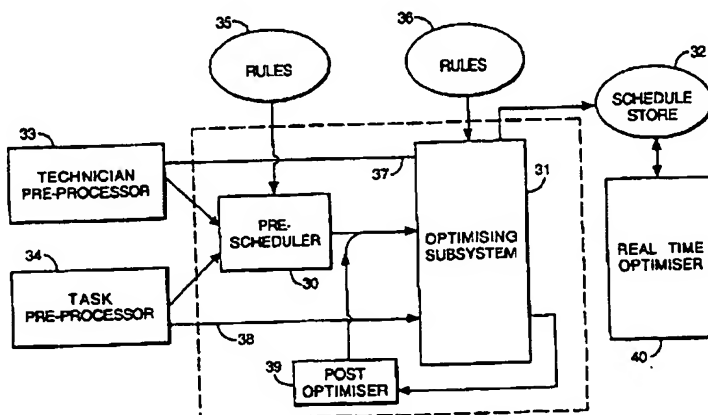 35
RULES
36
RULES
32
SCHEDULE
STORE
33
TECHNICIAN
PRE-PROCESSOR
37
31
PRE-
SCHEDULER
30
OPTIMISING
SUBSYSTEM
REAL TIME
OPTIMISER
40
34
TASK
PRE-PROCESSOR
38
39
POST
OPTIMISER